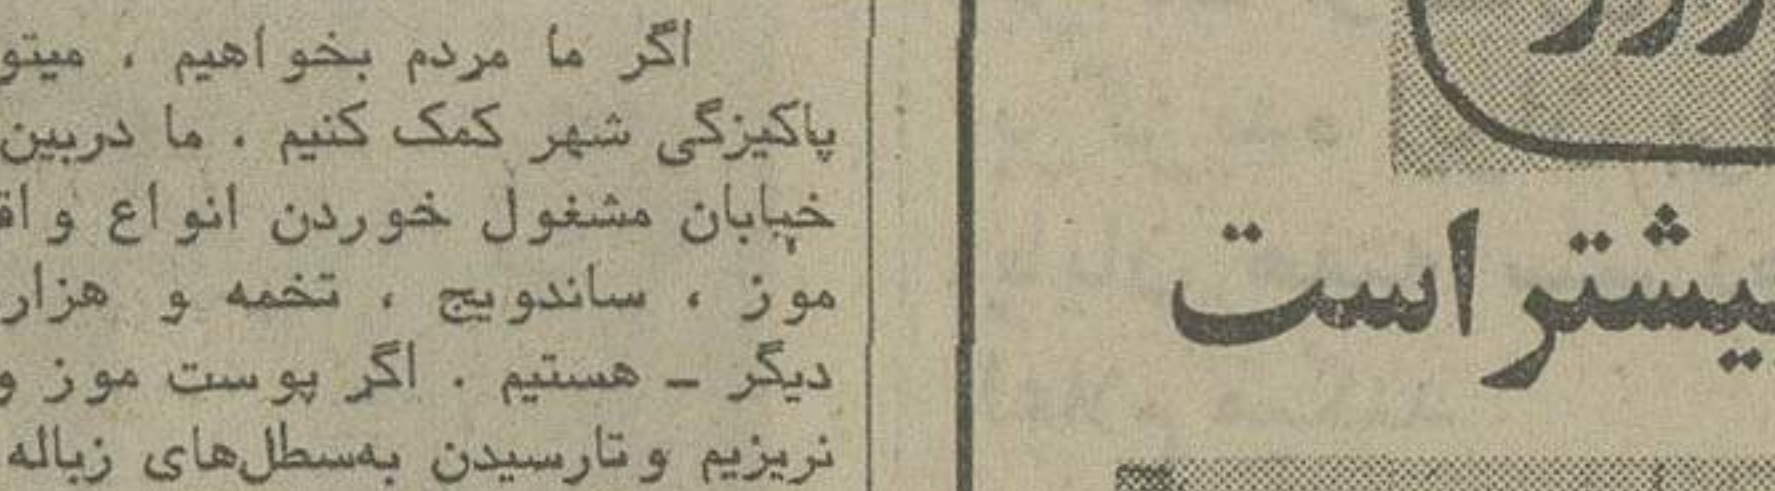 بیشتر است
اگر ما مردم بخواهیم ، میتو
پاکیزگی شهر کمک کنیم . ما دربین
خیابان مشغول خوردن انواع و اق
موز ، ساندویچ ، تخمه و هزار
دیگر ـ هستیم . اگر پوست موز و
نریزیم و تارسیدن به‌سطل‌های زباله